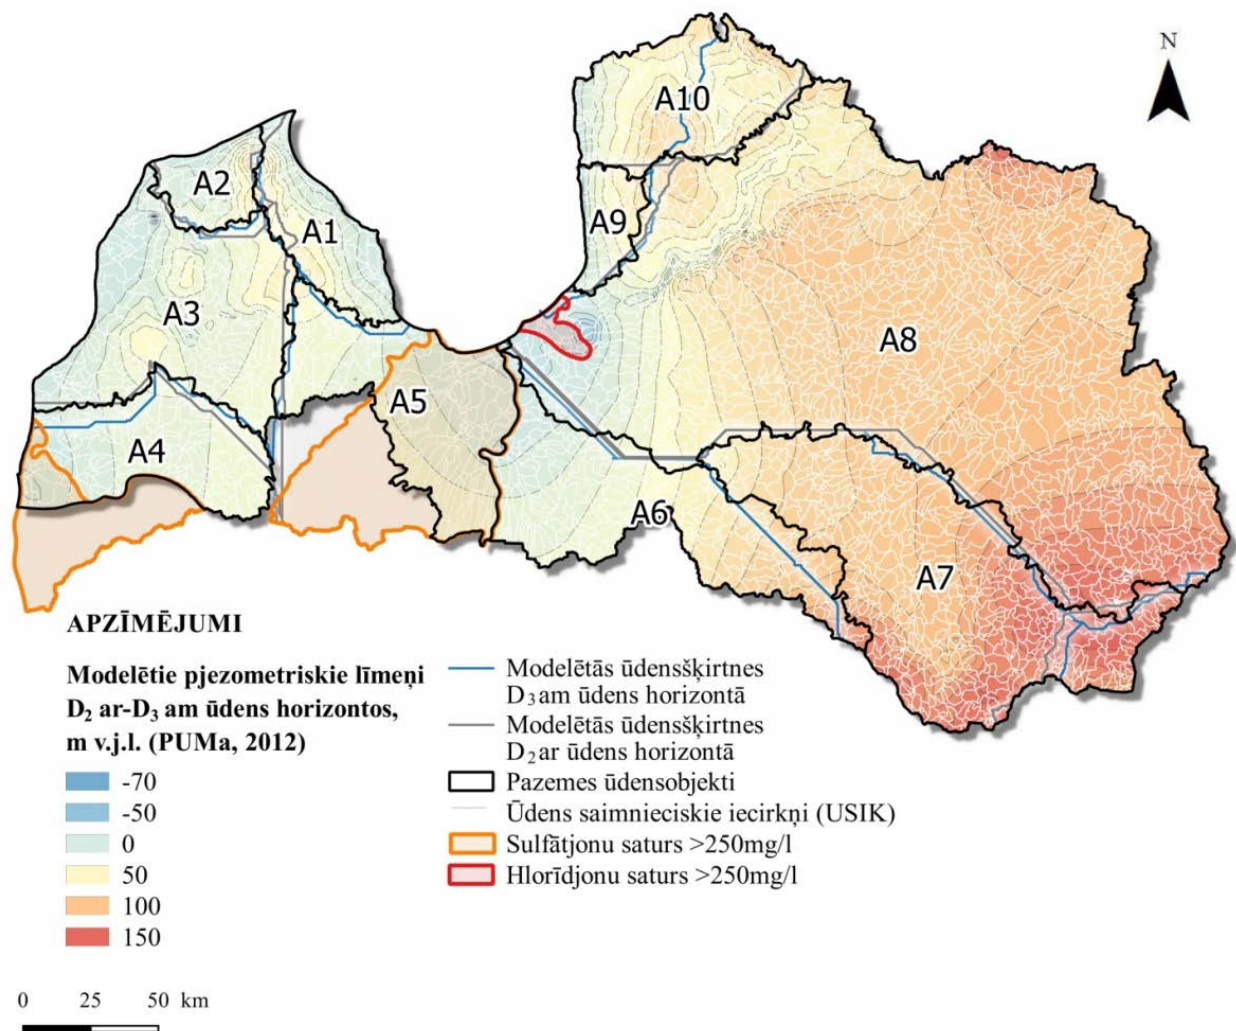 N
A10
A2
A1
A9
A3
A8
A5
A4
A6
A7
APZĪMĒJUMI
Modelētie pjezometriskie līmeņi
D₂ ar-D₃ am ūdens horizontos,
m v.j.l. (PUMa, 2012)
-70
-50
0
50
100
150
Modelētās ūdensšķirtnes
D₃ am ūdens horizontā
Modelētās ūdensšķirtnes
D₂ ar ūdens horizontā
Pazemes ūdensobjekti
Ūdens saimnieciskie iecirkņi (USIK)
Sulfātjonu saturs >250mg/l
Hlorīdjonu saturs >250mg/l
0 25 50 km